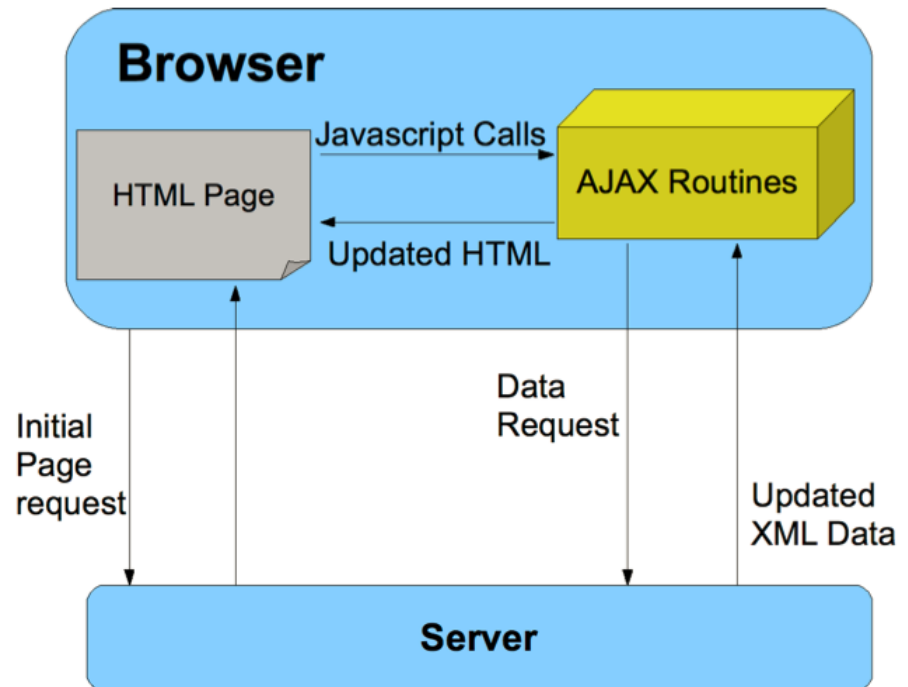 Browser
Javascript Calls
HTML Page
AJAX Routines
Updated HTML
Initial
Page
request
Data
Request
Updated
XML Data
Server